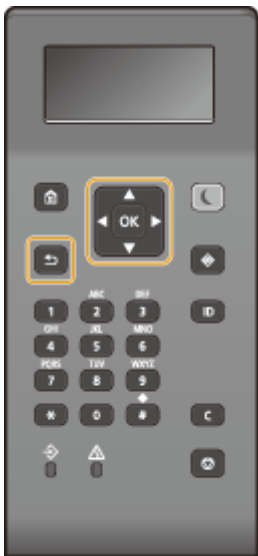 OK
ABC DEF
1 2 3 ID
GHI JKL MNO
4 5 6
PQRS TUV WXYZ
7 8 9
* 0 # C